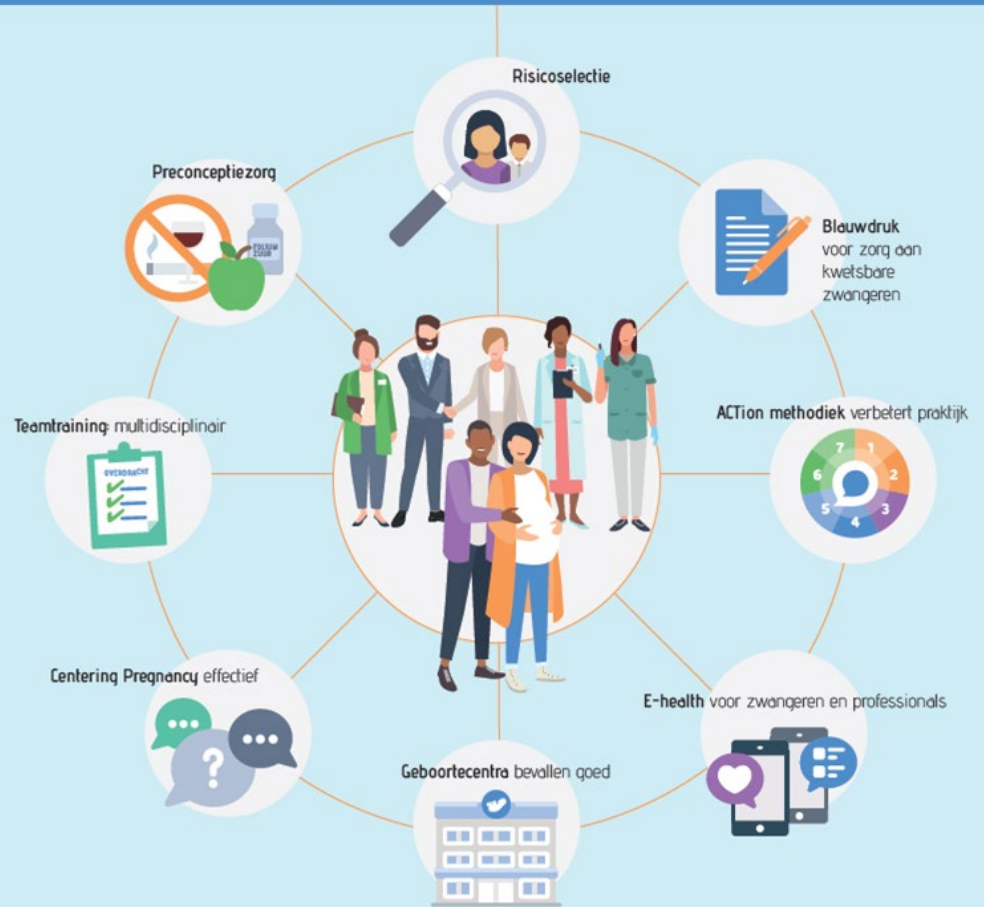 Risicoselectie
Preconceptiezorg
FOLIUM
ZUUR
Blauwdruk
voor zorg aan
kwetsbare
zwangeren
Teamtraining: multidisciplinair
OVERDRACHT
ACTion methodiek verbetert praktijk
7 1
6 2
5 3
4
Centering Pregnancy effectief
?
E-health voor zwangeren en professionals
Geboortecentra bevallen goed